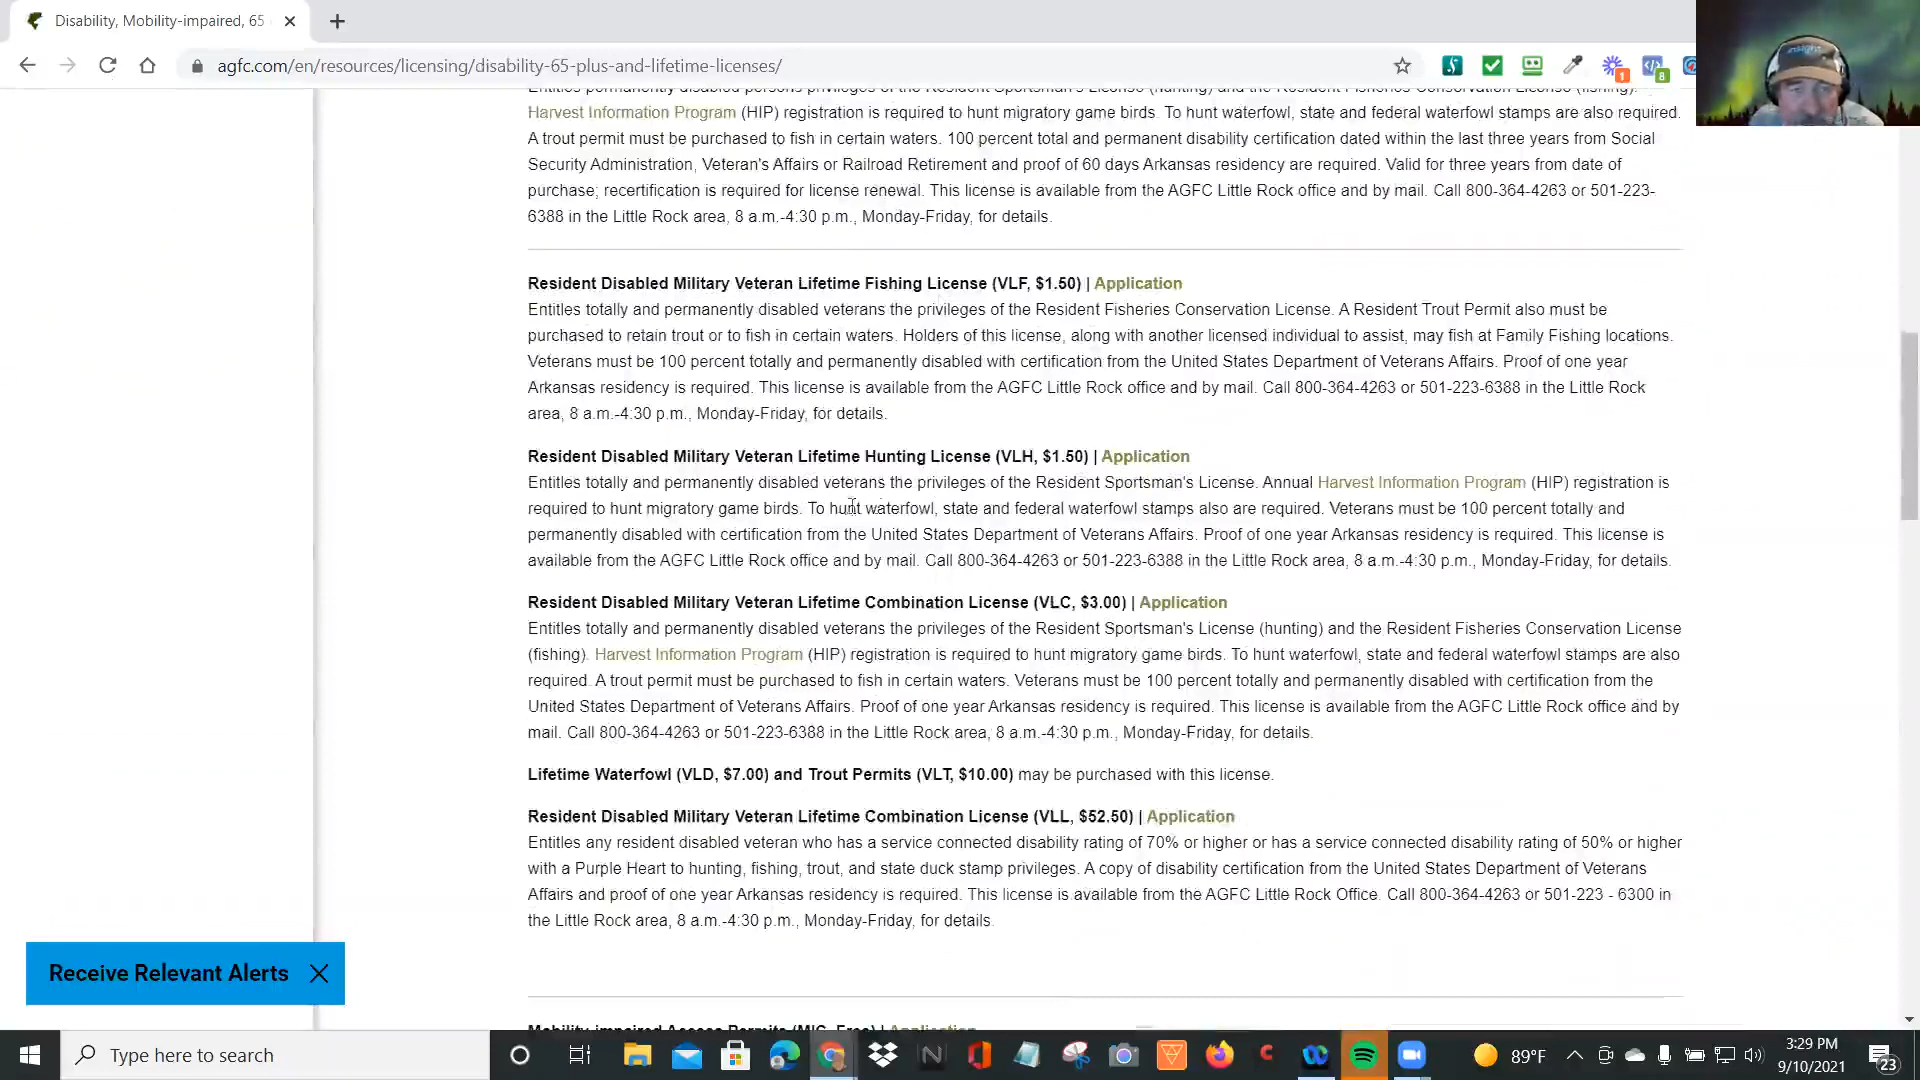 Disability, Mobility-impaired, 65
agfc.com/en/resources/licensing/disability-65-plus-and-lifetime-licenses/
1
8
insight
Entitles permanently disabled persons privileges of the Resident Sportsman's License (hunting) and the Resident Fisheries Conservation License (fishing).
Harvest Information Program (HIP) registration is required to hunt migratory game birds. To hunt waterfowl, state and federal waterfowl stamps are also required.
A trout permit must be purchased to fish in certain waters. 100 percent total and permanent disability certification dated within the last three years from Social
Security Administration, Veteran's Affairs or Railroad Retirement and proof of 60 days Arkansas residency are required. Valid for three years from date of
purchase; recertification is required for license renewal. This license is available from the AGFC Little Rock office and by mail. Call 800-364-4263 or 501-223-
6388 in the Little Rock area, 8 a.m.-4:30 p.m., Monday-Friday, for details.
Resident Disabled Military Veteran Lifetime Fishing License (VLF, $1.50) | Application
Entitles totally and permanently disabled veterans the privileges of the Resident Fisheries Conservation License. A Resident Trout Permit also must be
purchased to retain trout or to fish in certain waters. Holders of this license, along with another licensed individual to assist, may fish at Family Fishing locations.
Veterans must be 100 percent totally and permanently disabled with certification from the United States Department of Veterans Affairs. Proof of one year
Arkansas residency is required. This license is available from the AGFC Little Rock office and by mail. Call 800-364-4263 or 501-223-6388 in the Little Rock
area, 8 a.m.-4:30 p.m., Monday-Friday, for details.
Resident Disabled Military Veteran Lifetime Hunting License (VLH, $1.50) | Application
Entitles totally and permanently disabled veterans the privileges of the Resident Sportsman's License. Annual Harvest Information Program (HIP) registration is
required to hunt migratory game birds. To hunt waterfowl, state and federal waterfowl stamps also are required. Veterans must be 100 percent totally and
permanently disabled with certification from the United States Department of Veterans Affairs. Proof of one year Arkansas residency is required. This license is
available from the AGFC Little Rock office and by mail. Call 800-364-4263 or 501-223-6388 in the Little Rock area, 8 a.m.-4:30 p.m., Monday-Friday, for details.
Resident Disabled Military Veteran Lifetime Combination License (VLC, $3.00) | Application
Entitles totally and permanently disabled veterans the privileges of the Resident Sportsman's License (hunting) and the Resident Fisheries Conservation License
(fishing). Harvest Information Program (HIP) registration is required to hunt migratory game birds. To hunt waterfowl, state and federal waterfowl stamps are also
required. A trout permit must be purchased to fish in certain waters. Veterans must be 100 percent totally and permanently disabled with certification from the
United States Department of Veterans Affairs. Proof of one year Arkansas residency is required. This license is available from the AGFC Little Rock office and by
mail. Call 800-364-4263 or 501-223-6388 in the Little Rock area, 8 a.m.-4:30 p.m., Monday-Friday, for details.
Lifetime Waterfowl (VLD, $7.00) and Trout Permits (VLT, $10.00) may be purchased with this license.
Resident Disabled Military Veteran Lifetime Combination License (VLL, $52.50) | Application
Entitles any resident disabled veteran who has a service connected disability rating of 70% or higher or has a service connected disability rating of 50% or higher
with a Purple Heart to hunting, fishing, trout, and state duck stamp privileges. A copy of disability certification from the United States Department of Veterans
Affairs and proof of one year Arkansas residency is required. This license is available from the AGFC Little Rock Office. Call 800-364-4263 or 501-223 - 6300 in
the Little Rock area, 8 a.m.-4:30 p.m., Monday-Friday, for details.
Receive Relevant Alerts
Mobility-impaired Access Permits (MIC, Free) | Application
Type here to search
89°F
3:29 PM
9/10/2021
23